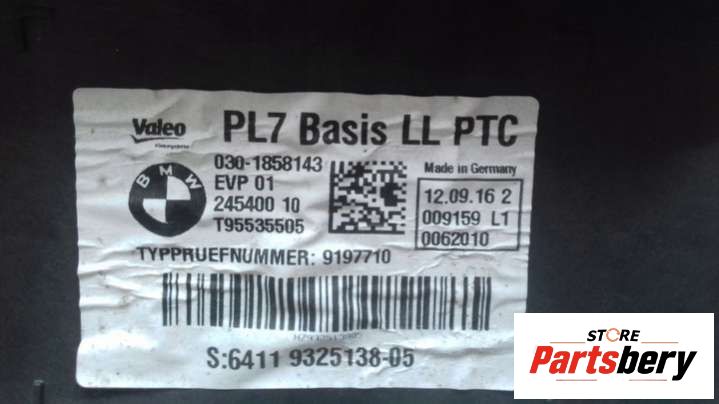 Valeo
PL7 Basis LL PTC
BMW
030-1858143
EVP 01
245400 10
T95535505
Made in Germany
12.09.16 2
009159 L1
0062010
TYPPRUEFNUMMER: 9197710
S:6411 9325138-05
STORE
Partsbery